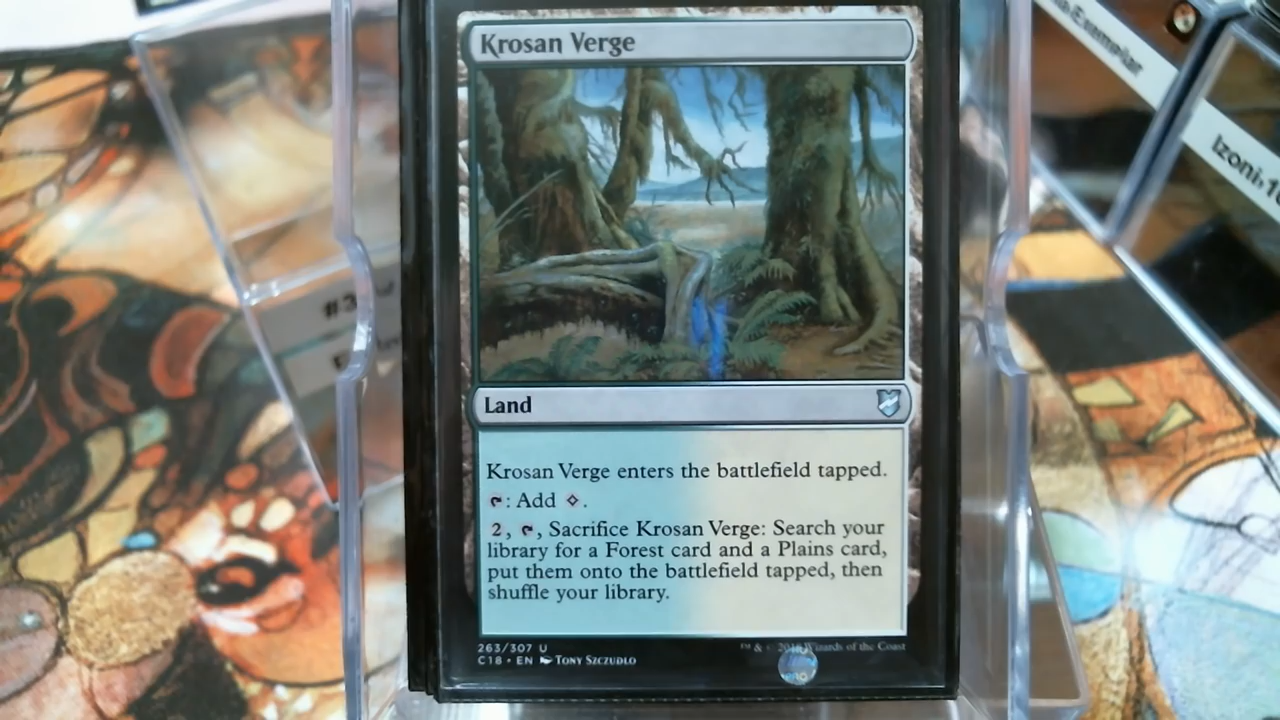 Krosan Verge
Land
Krosan Verge enters the battlefield tapped.
: Add .
2, , Sacrifice Krosan Verge: Search your
library for a Forest card and a Plains card,
put them onto the battlefield tapped, then
shuffle your library.
263/307 U
™ & © 2018 Wizards of the Coast
C18 • EN Tony Szczudlo
Izoni,
#3